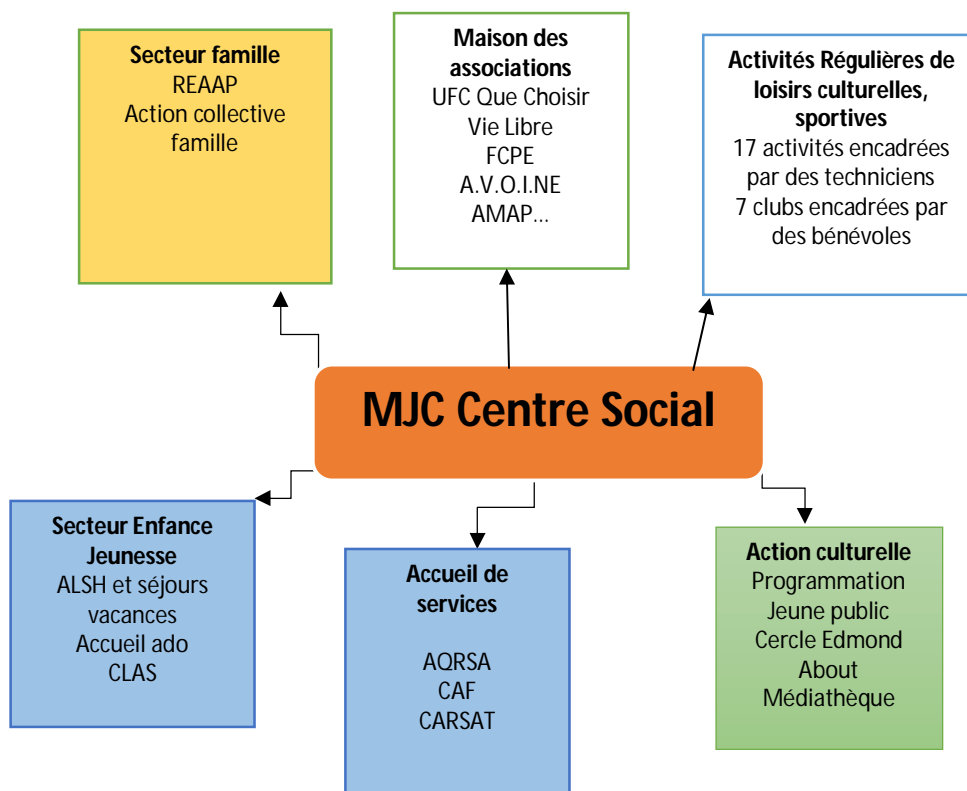 Secteur famille
REAAP
Action collective
famille
Maison des
associations
UFC Que Choisir
Vie Libre
FCPE
A.V.O.I.NE
AMAP...
Activités Régulières de
loisirs culturelles,
sportives
17 activités encadrées
par des techniciens
7 clubs encadrées par
des bénévoles
MJC Centre Social
Secteur Enfance
Jeunesse
ALSH et séjours
vacances
Accueil ado
CLAS
Accueil de
services
AQRSA
CAF
CARSAT
Action culturelle
Programmation
Jeune public
Cercle Edmond
About
Médiathèque